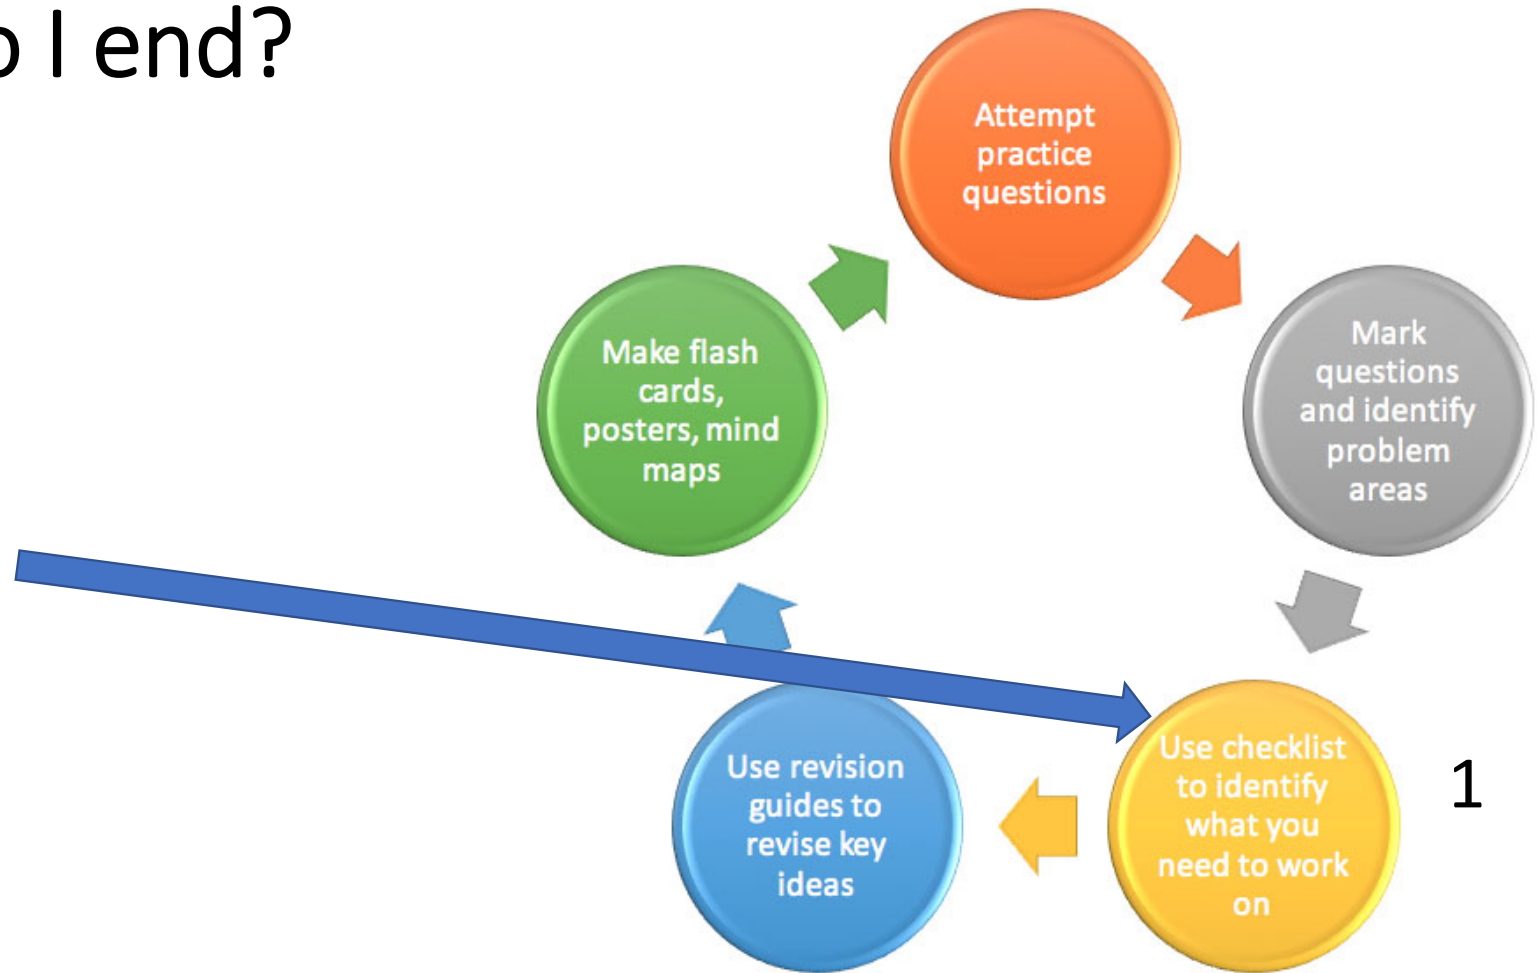 o I end?
Attempt
practice
questions
Mark
questions
and identify
problem
areas
Make flash
cards,
posters, mind
maps
Use checklist
to identify
what you
need to work
on
1
Use revision
guides to
revise key
ideas